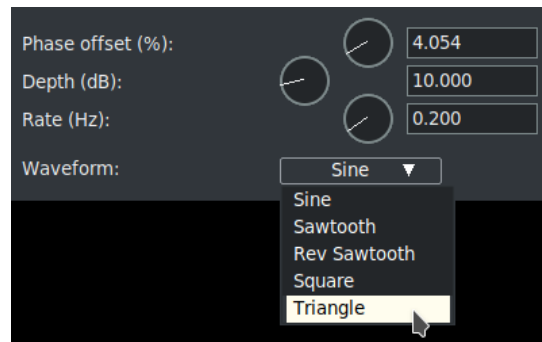 Phase offset (%): 4.054
Depth (dB): 10.000
Rate (Hz): 0.200
Waveform: Sine ▼
Sine
Sawtooth
Rev Sawtooth
Square
Triangle